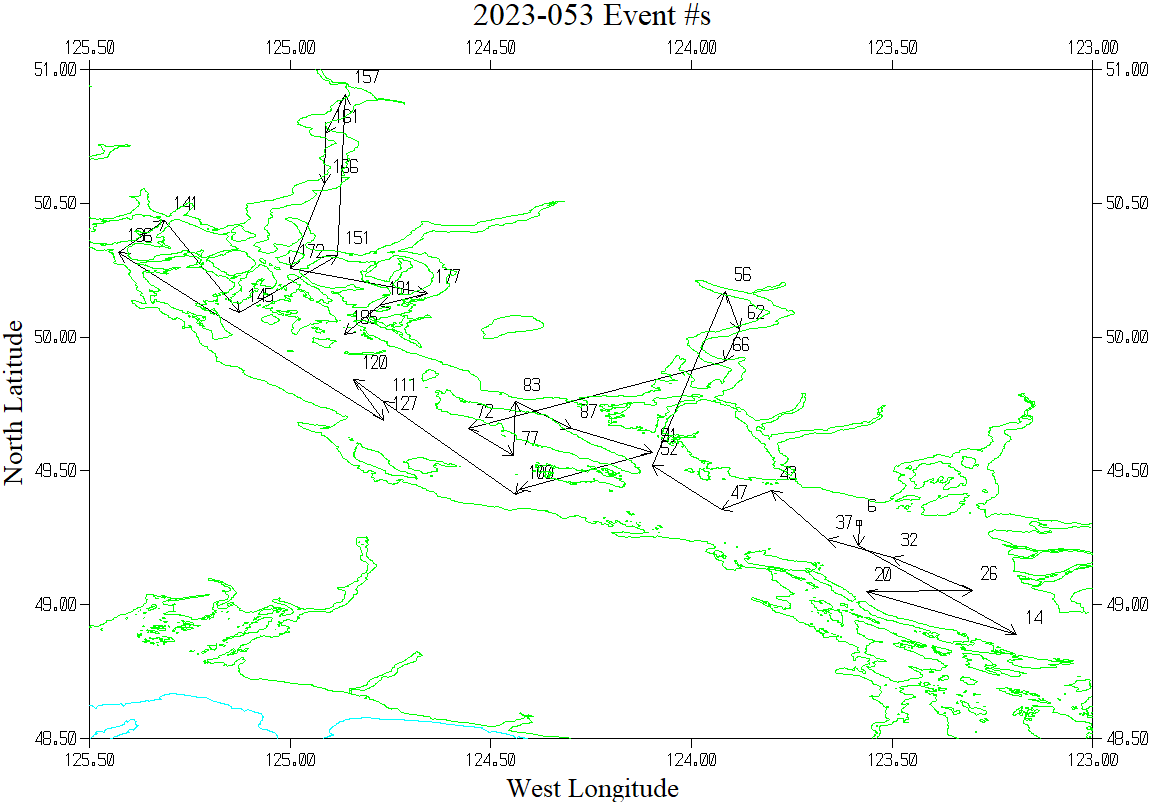 2023-053 Event #s
125.50 125.00 124.50 124.00 123.50 123.00
51.00 157 51.00
161
166
50.50 141 50.50
136 151
172
177
145 181 56
185 62
50.00 66 50.00
120
111 83
127 72 87
77 91
49.50 52 49.50
43
47 6
37 32
20 26
49.00 14 49.00
48.50 48.50
125.50 125.00 124.50 124.00 123.50 123.00
North Latitude
West Longitude